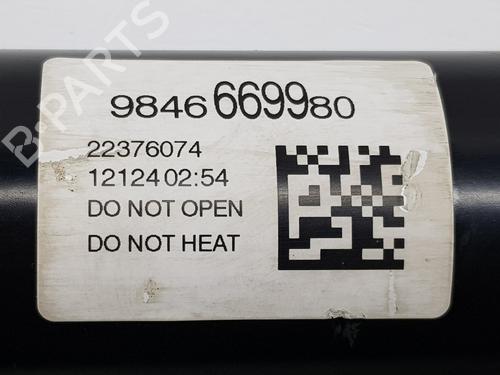 9846669980
22376074
12124 02:54
DO NOT OPEN
DO NOT HEAT
B-PARTS